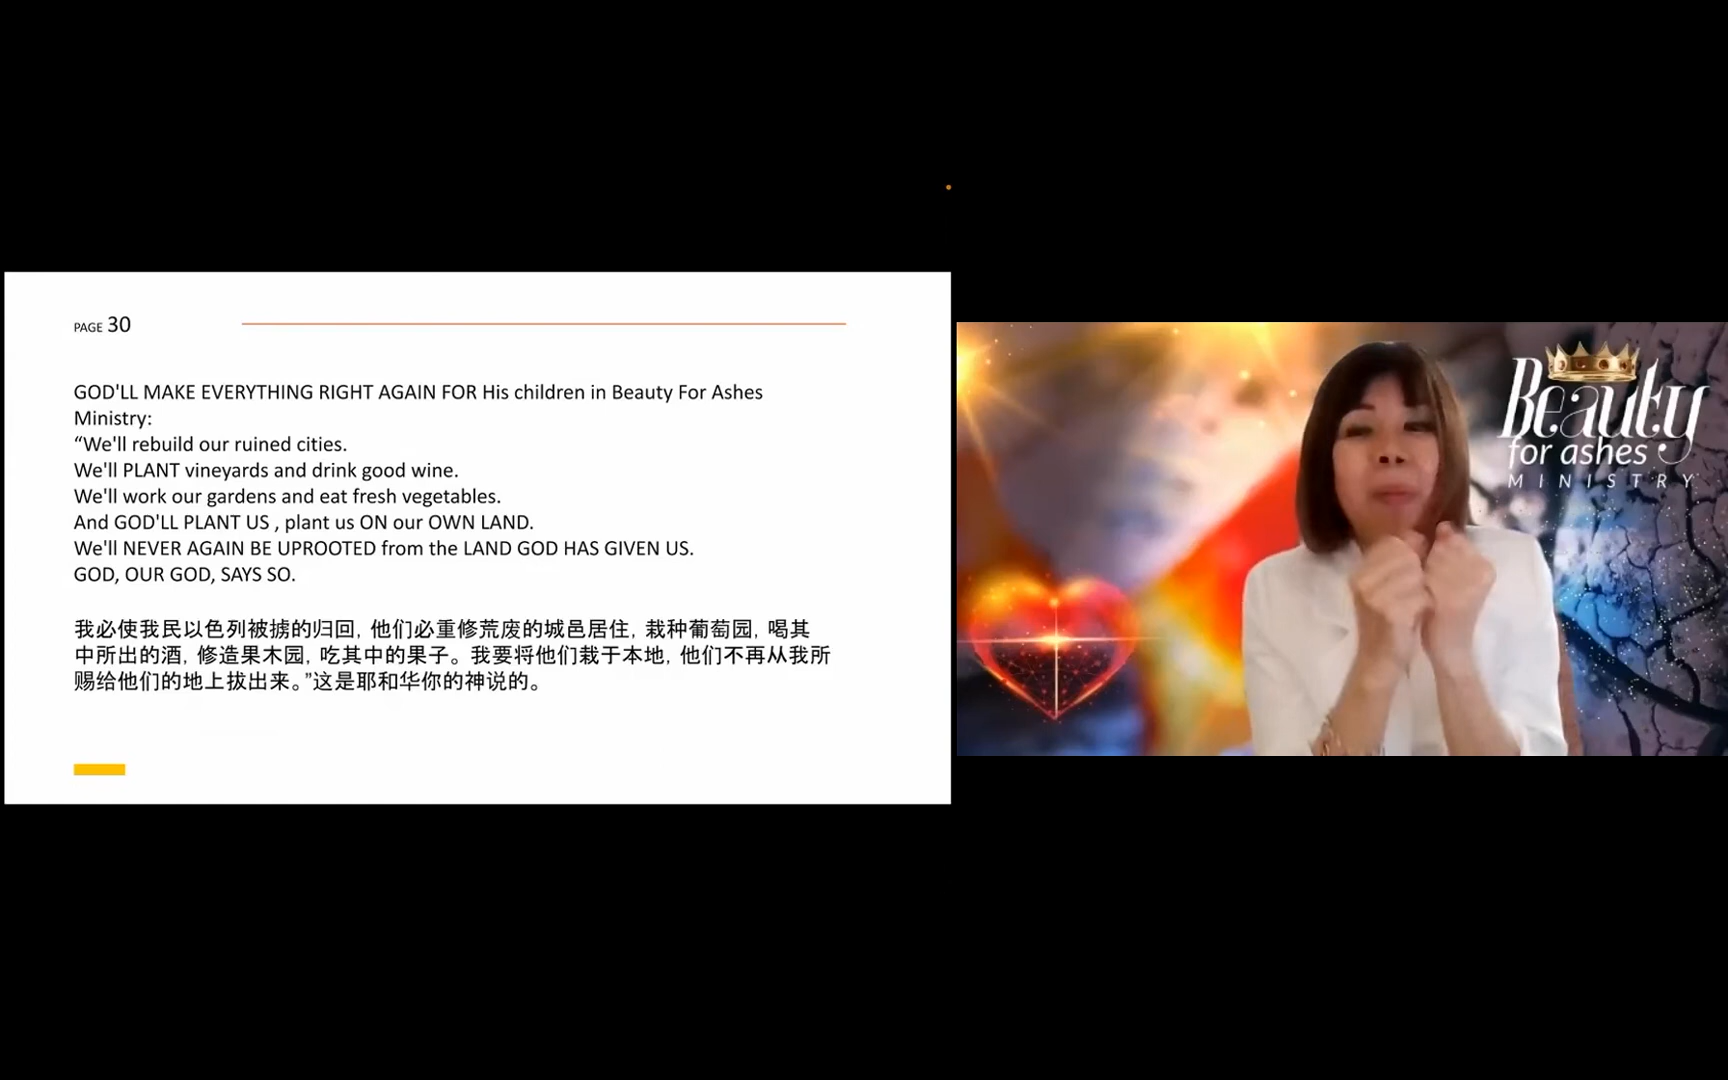 PAGE 30
GOD'LL MAKE EVERYTHING RIGHT AGAIN FOR His children in Beauty For Ashes
Ministry:
“We'll rebuild our ruined cities.
We'll PLANT vineyards and drink good wine.
We'll work our gardens and eat fresh vegetables.
And GOD'LL PLANT US , plant us ON our OWN LAND.
We'll NEVER AGAIN BE UPROOTED from the LAND GOD HAS GIVEN US.
GOD, OUR GOD, SAYS SO.
我必使我民以色列被掳的归回, 他们必重修荒废的城邑居住, 栽种葡萄园, 喝其
中所出的酒, 修造果木园, 吃其中的果子。我要将他们栽于本地, 他们不再从我所
赐给他们的地上拔出来。”这是耶和华你的神说的。
Beauty
for ashes
MINISTRY